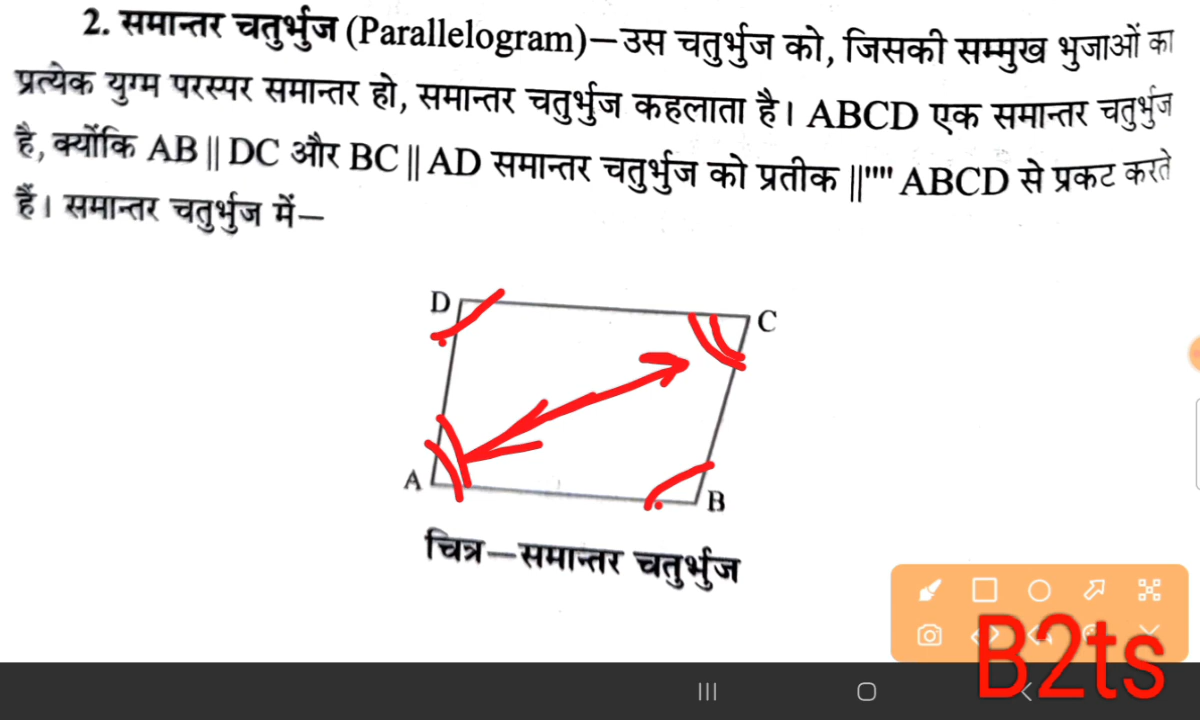 2. समान्तर चतुर्भुज (Parallelogram)–उस चतुर्भुज को, जिसकी सम्मुख भुजाओं का
प्रत्येक युग्म परस्पर समान्तर हो, समान्तर चतुर्भुज कहलाता है। ABCD एक समान्तर चतुर्भुज
है, क्योंकि AB || DC और BC || AD समान्तर चतुर्भुज को प्रतीक ||"" ABCD से प्रकट करते
हैं। समान्तर चतुर्भुज में–
D
C
A
B
चित्र–समान्तर चतुर्भुज
B2ts